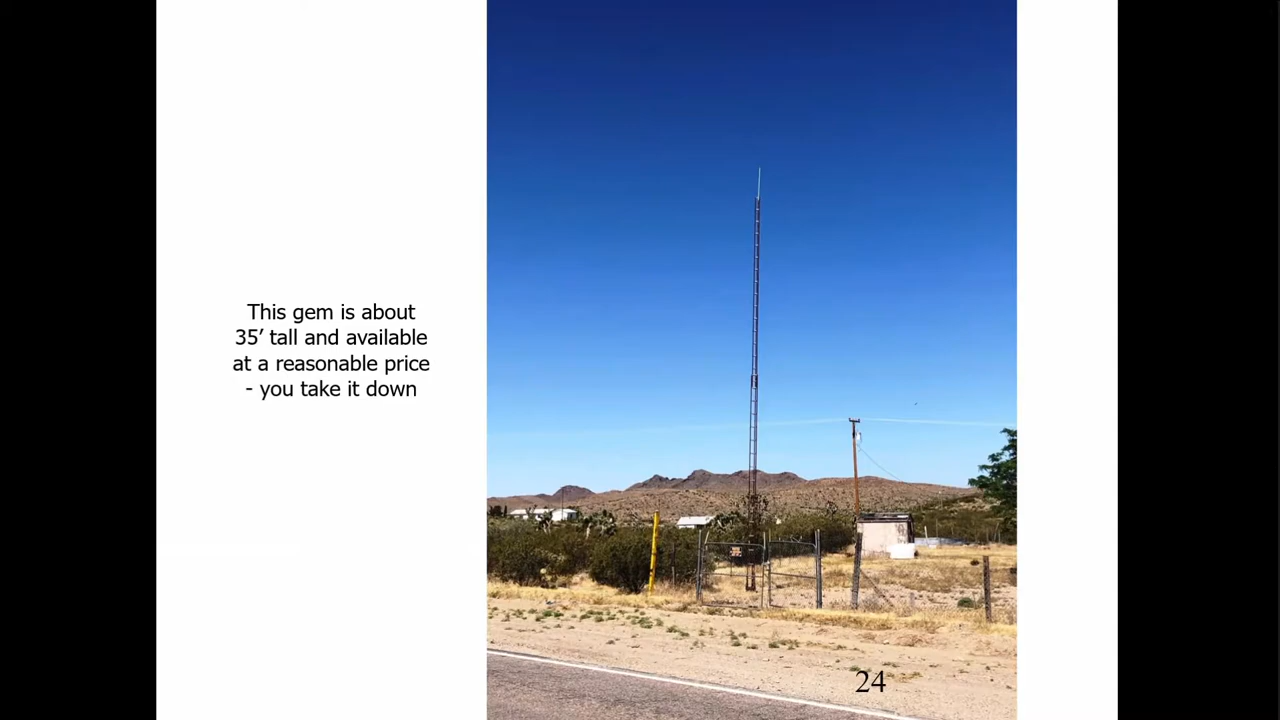 This gem is about
35’ tall and available
at a reasonable price
- you take it down
24